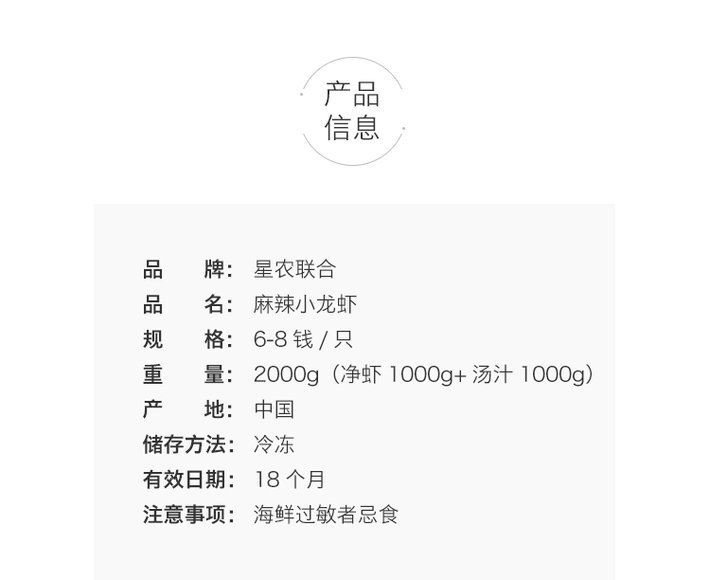 产品
信息
品 牌： 星农联合
品 名： 麻辣小龙虾
规 格： 6-8 钱 / 只
重 量： 2000g（净虾 1000g+ 汤汁 1000g）
产 地： 中国
储存方法： 冷冻
有效日期： 18 个月
注意事项： 海鲜过敏者忌食